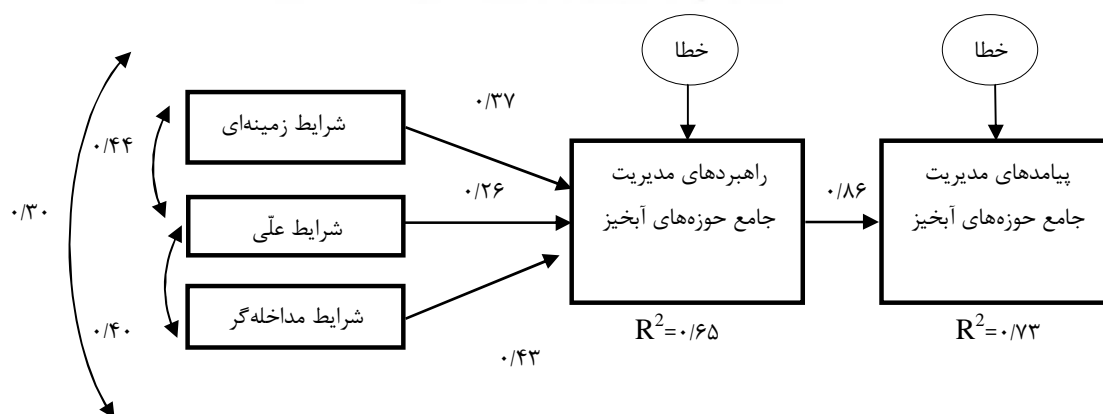 خطا
خطا
۰/۳۷
شرایط زمینه‌ای
۰/۴۴
راهبردهای مدیریت
جامع حوزه‌های آبخیز
پیامدهای مدیریت
جامع حوزه‌های آبخیز
۰/۲۶
۰/۸۶
۰/۳۰
شرایط علّی
شرایط مداخله‌گر
۰/۴۰
۰/۴۳
R²=۰/۶۵
R²=۰/۷۳